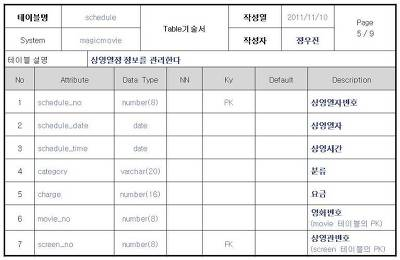 테이블명 schedule Table기술서 작성일 2011/11/10 Page 5 / 9
System magicmovie 작성자 정우진
테이블 설명 상영일정 정보를 관리한다
No Attribute Data Type NN Ky Default Description
1 schedule_no number(8) PK 상영일자번호
2 schedule_date date 상영일자
3 schedule_time date 상영시간
4 category varchar(20) 분류
5 charge number(16) 요금
6 movie_no number(8) 영화번호
(movie 테이블의 PK)
7 screen_no number(8) FK 상영관번호
(screen 테이블의 PK)